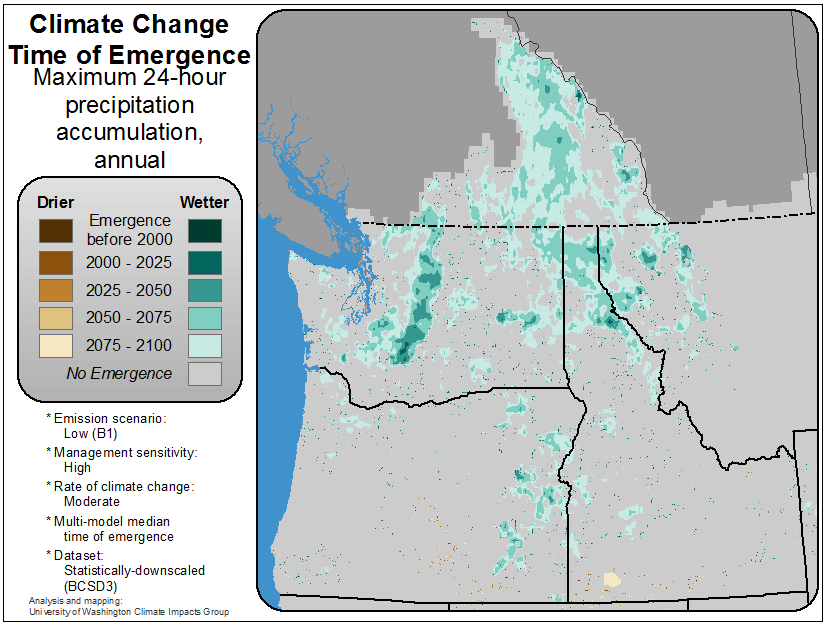 Climate Change
Time of Emergence
Maximum 24-hour
precipitation
accumulation,
annual
Drier Wetter
Emergence
before 2000
2000 - 2025
2025 - 2050
2050 - 2075
2075 - 2100
No Emergence
* Emission scenario:
Low (B1)
* Management sensitivity:
High
* Rate of climate change:
Moderate
* Multi-model median
time of emergence
* Dataset:
Statistically-downscaled
(BCSD3)
Analysis and mapping:
University of Washington Climate Impacts Group